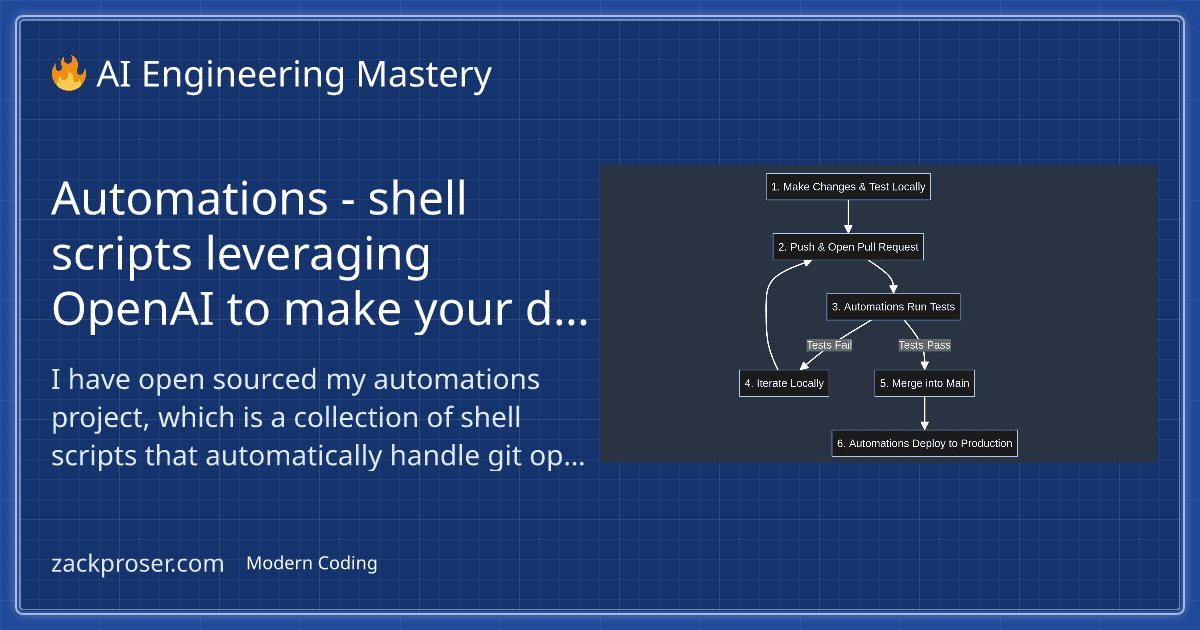 🔥 AI Engineering Mastery
Automations - shell
scripts leveraging
OpenAI to make your d...
I have open sourced my automations
project, which is a collection of shell
scripts that automatically handle git op...
1. Make Changes & Test Locally
2. Push & Open Pull Request
3. Automations Run Tests
Tests Fail
Tests Pass
4. Iterate Locally
5. Merge into Main
6. Automations Deploy to Production
zackproser.com
Modern Coding